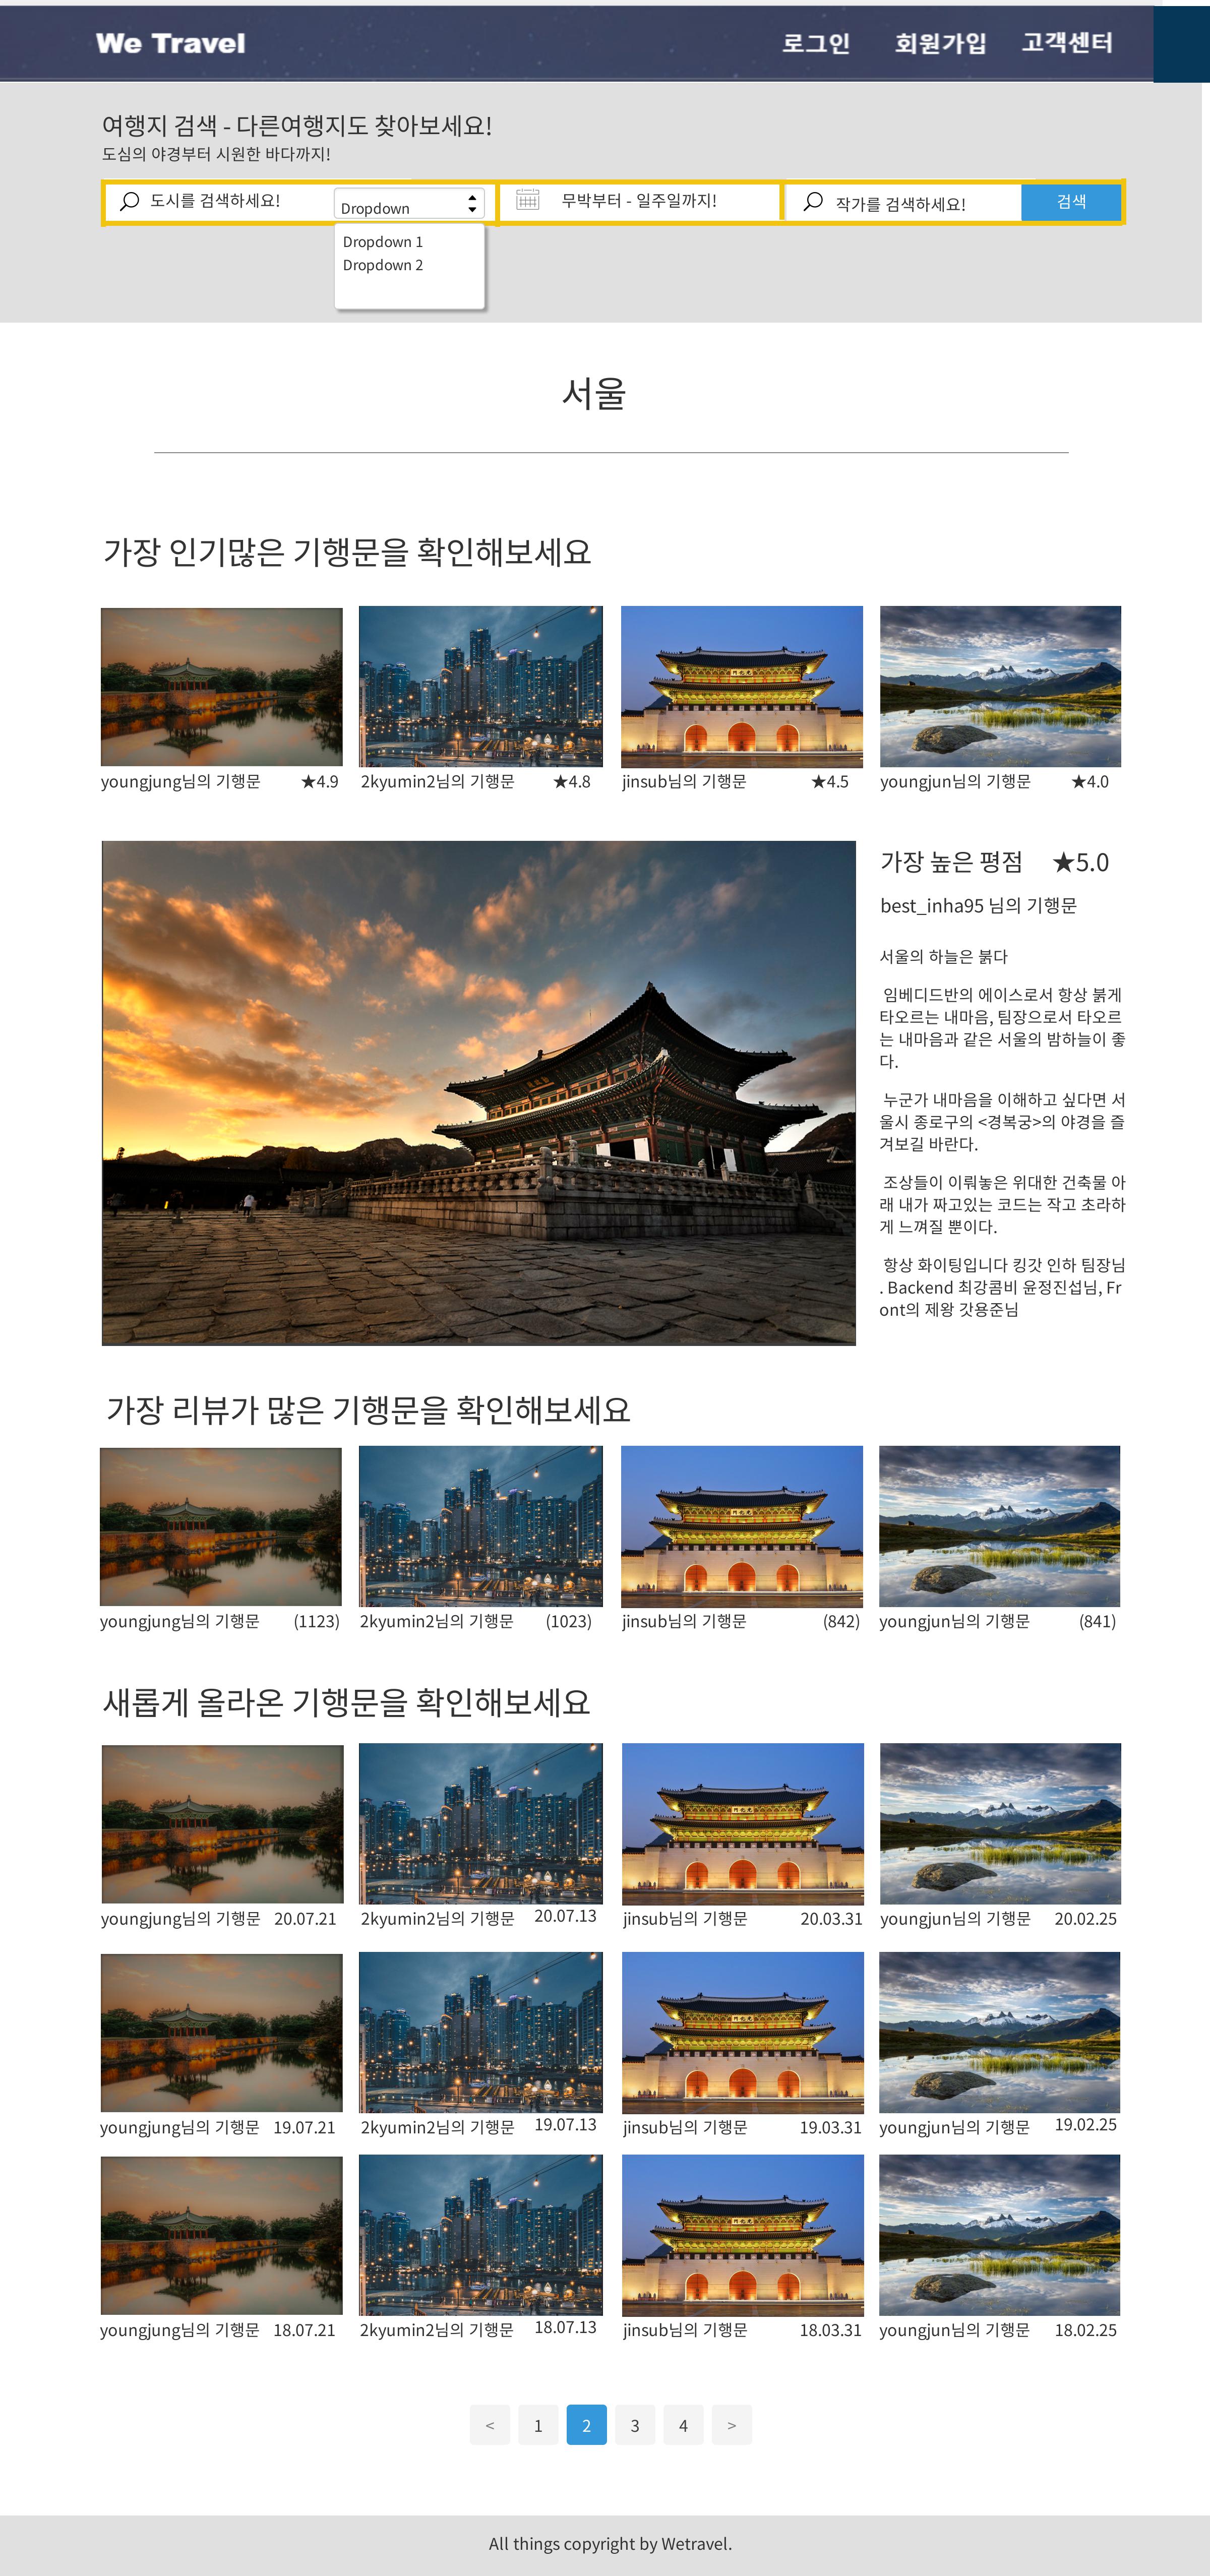 We Travel
로그인 회원가입 고객센터
여행지 검색 - 다른여행지도 찾아보세요!
도심의 야경부터 시원한 바다까지!
도시를 검색하세요! Dropdown 무박부터 - 일주일까지! 작가를 검색하세요! 검색
Dropdown 1
Dropdown 2
서울
가장 인기많은 기행문을 확인해보세요
youngjung님의 기행문 ★4.9 2kyumin2님의 기행문 ★4.8 jinsub님의 기행문 ★4.5 youngjun님의 기행문 ★4.0
가장 높은 평점 ★5.0
best_inha95 님의 기행문
서울의 하늘은 붉다
임베디드반의 에이스로서 항상 붉게
타오르는 내마음, 팀장으로서 타오르
는 내마음과 같은 서울의 밤하늘이 좋
다.
누군가 내마음을 이해하고 싶다면 서
울시 종로구의 <경복궁>의 야경을 즐
겨보길 바란다.
조상들이 이뤄놓은 위대한 건축물 아
래 내가 짜고있는 코드는 작고 초라하
게 느껴질 뿐이다.
항상 화이팅입니다 킹갓 인하 팀장님
. Backend 최강콤비 윤정진섭님, Fr
ont의 제왕 갓용준님
가장 리뷰가 많은 기행문을 확인해보세요
youngjung님의 기행문 (1123) 2kyumin2님의 기행문 (1023) jinsub님의 기행문 (842) youngjun님의 기행문 (841)
새롭게 올라온 기행문을 확인해보세요
youngjung님의 기행문 20.07.21 2kyumin2님의 기행문 20.07.13 jinsub님의 기행문 20.03.31 youngjun님의 기행문 20.02.25
youngjung님의 기행문 19.07.21 2kyumin2님의 기행문 19.07.13 jinsub님의 기행문 19.03.31 youngjun님의 기행문 19.02.25
youngjung님의 기행문 18.07.21 2kyumin2님의 기행문 18.07.13 jinsub님의 기행문 18.03.31 youngjun님의 기행문 18.02.25
< 1 2 3 4 >
All things copyright by Wetravel.